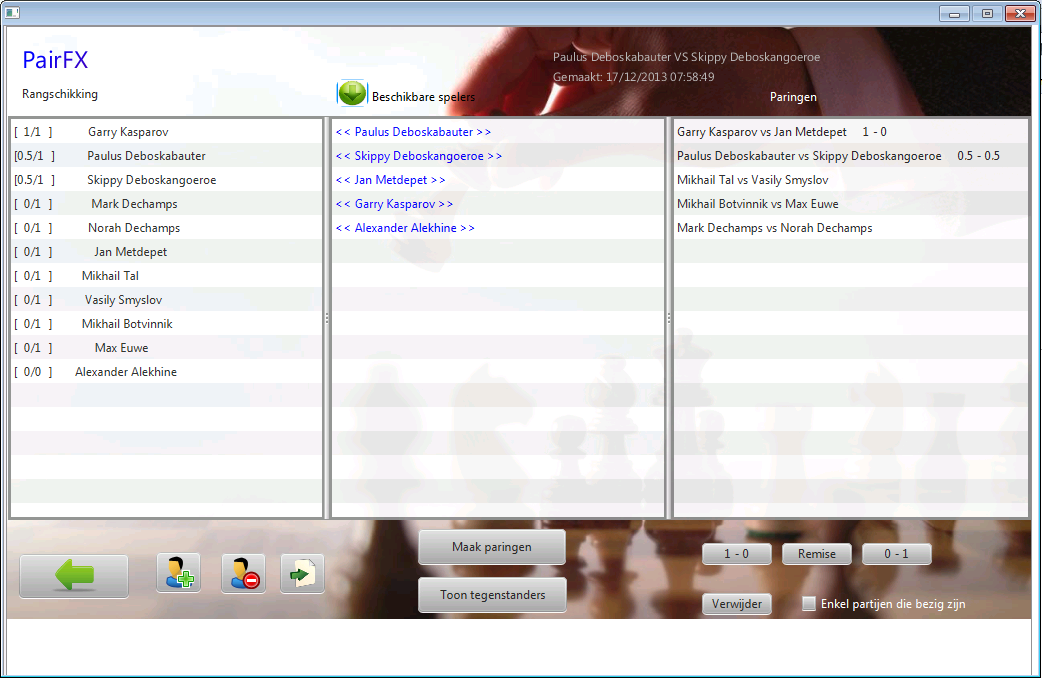 PairFX
Paulus Deboskabauter VS Skippy Deboskangoeroe
Gemaakt: 17/12/2013 07:58:49
Rangschikking
Beschikbare spelers
Paringen
[ 1/1 ] Garry Kasparov
[0.5/1 ] Paulus Deboskabauter
[0.5/1 ] Skippy Deboskangoeroe
[ 0/1 ] Mark Dechamps
[ 0/1 ] Norah Dechamps
[ 0/1 ] Jan Metdepet
[ 0/1 ] Mikhail Tal
[ 0/1 ] Vasily Smyslov
[ 0/1 ] Mikhail Botvinnik
[ 0/1 ] Max Euwe
[ 0/0 ] Alexander Alekhine
<< Paulus Deboskabauter >>
<< Skippy Deboskangoeroe >>
<< Jan Metdepet >>
<< Garry Kasparov >>
<< Alexander Alekhine >>
Garry Kasparov vs Jan Metdepet 1 - 0
Paulus Deboskabauter vs Skippy Deboskangoeroe 0.5 - 0.5
Mikhail Tal vs Vasily Smyslov
Mikhail Botvinnik vs Max Euwe
Mark Dechamps vs Norah Dechamps
Maak paringen
Toon tegenstanders
1 - 0
Remise
0 - 1
Verwijder
Enkel partijen die bezig zijn